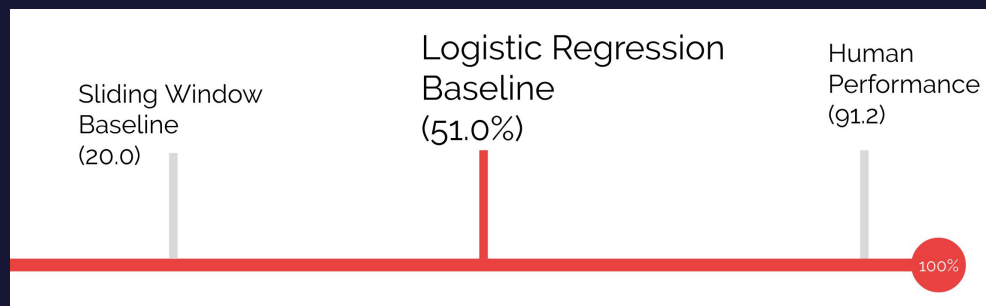 Sliding Window
Baseline
(20.0)
Logistic Regression
Baseline
(51.0%)
Human
Performance
(91.2)
100%